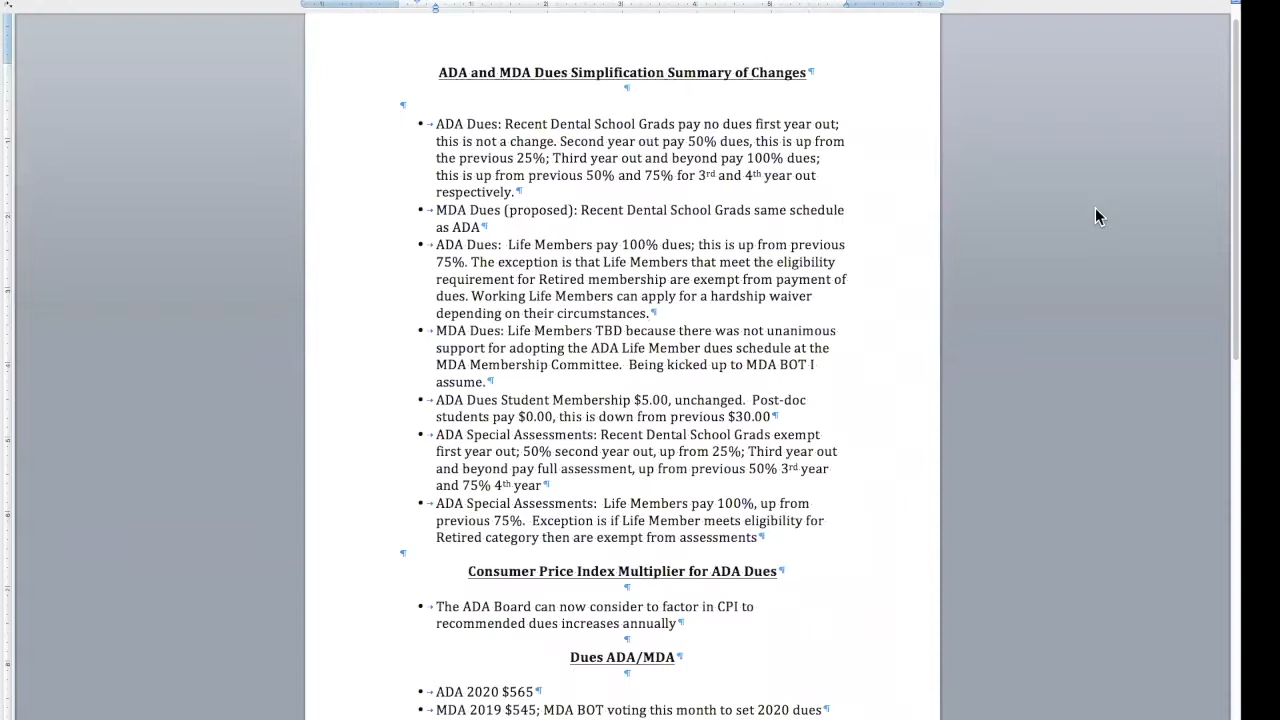 ADA and MDA Dues Simplification Summary of Changes
ADA Dues: Recent Dental School Grads pay no dues first year out;
this is not a change. Second year out pay 50% dues, this is up from
the previous 25%; Third year out and beyond pay 100% dues;
this is up from previous 50% and 75% for 3rd and 4th year out
respectively.
MDA Dues (proposed): Recent Dental School Grads same schedule
as ADA
ADA Dues:  Life Members pay 100% dues; this is up from previous
75%. The exception is that Life Members that meet the eligibility
requirement for Retired membership are exempt from payment of
dues. Working Life Members can apply for a hardship waiver
depending on their circumstances.
MDA Dues: Life Members TBD because there was not unanimous
support for adopting the ADA Life Member dues schedule at the
MDA Membership Committee.  Being kicked up to MDA BOT I
assume.
ADA Dues Student Membership $5.00, unchanged.  Post-doc
students pay $0.00, this is down from previous $30.00
ADA Special Assessments: Recent Dental School Grads exempt
first year out; 50% second year out, up from 25%; Third year out
and beyond pay full assessment, up from previous 50% 3rd year
and 75% 4th year
ADA Special Assessments:  Life Members pay 100%, up from
previous 75%.  Exception is if Life Member meets eligibility for
Retired category then are exempt from assessments
Consumer Price Index Multiplier for ADA Dues
The ADA Board can now consider to factor in CPI to
recommended dues increases annually
Dues ADA/MDA
ADA 2020 $565
MDA 2019 $545; MDA BOT voting this month to set 2020 dues